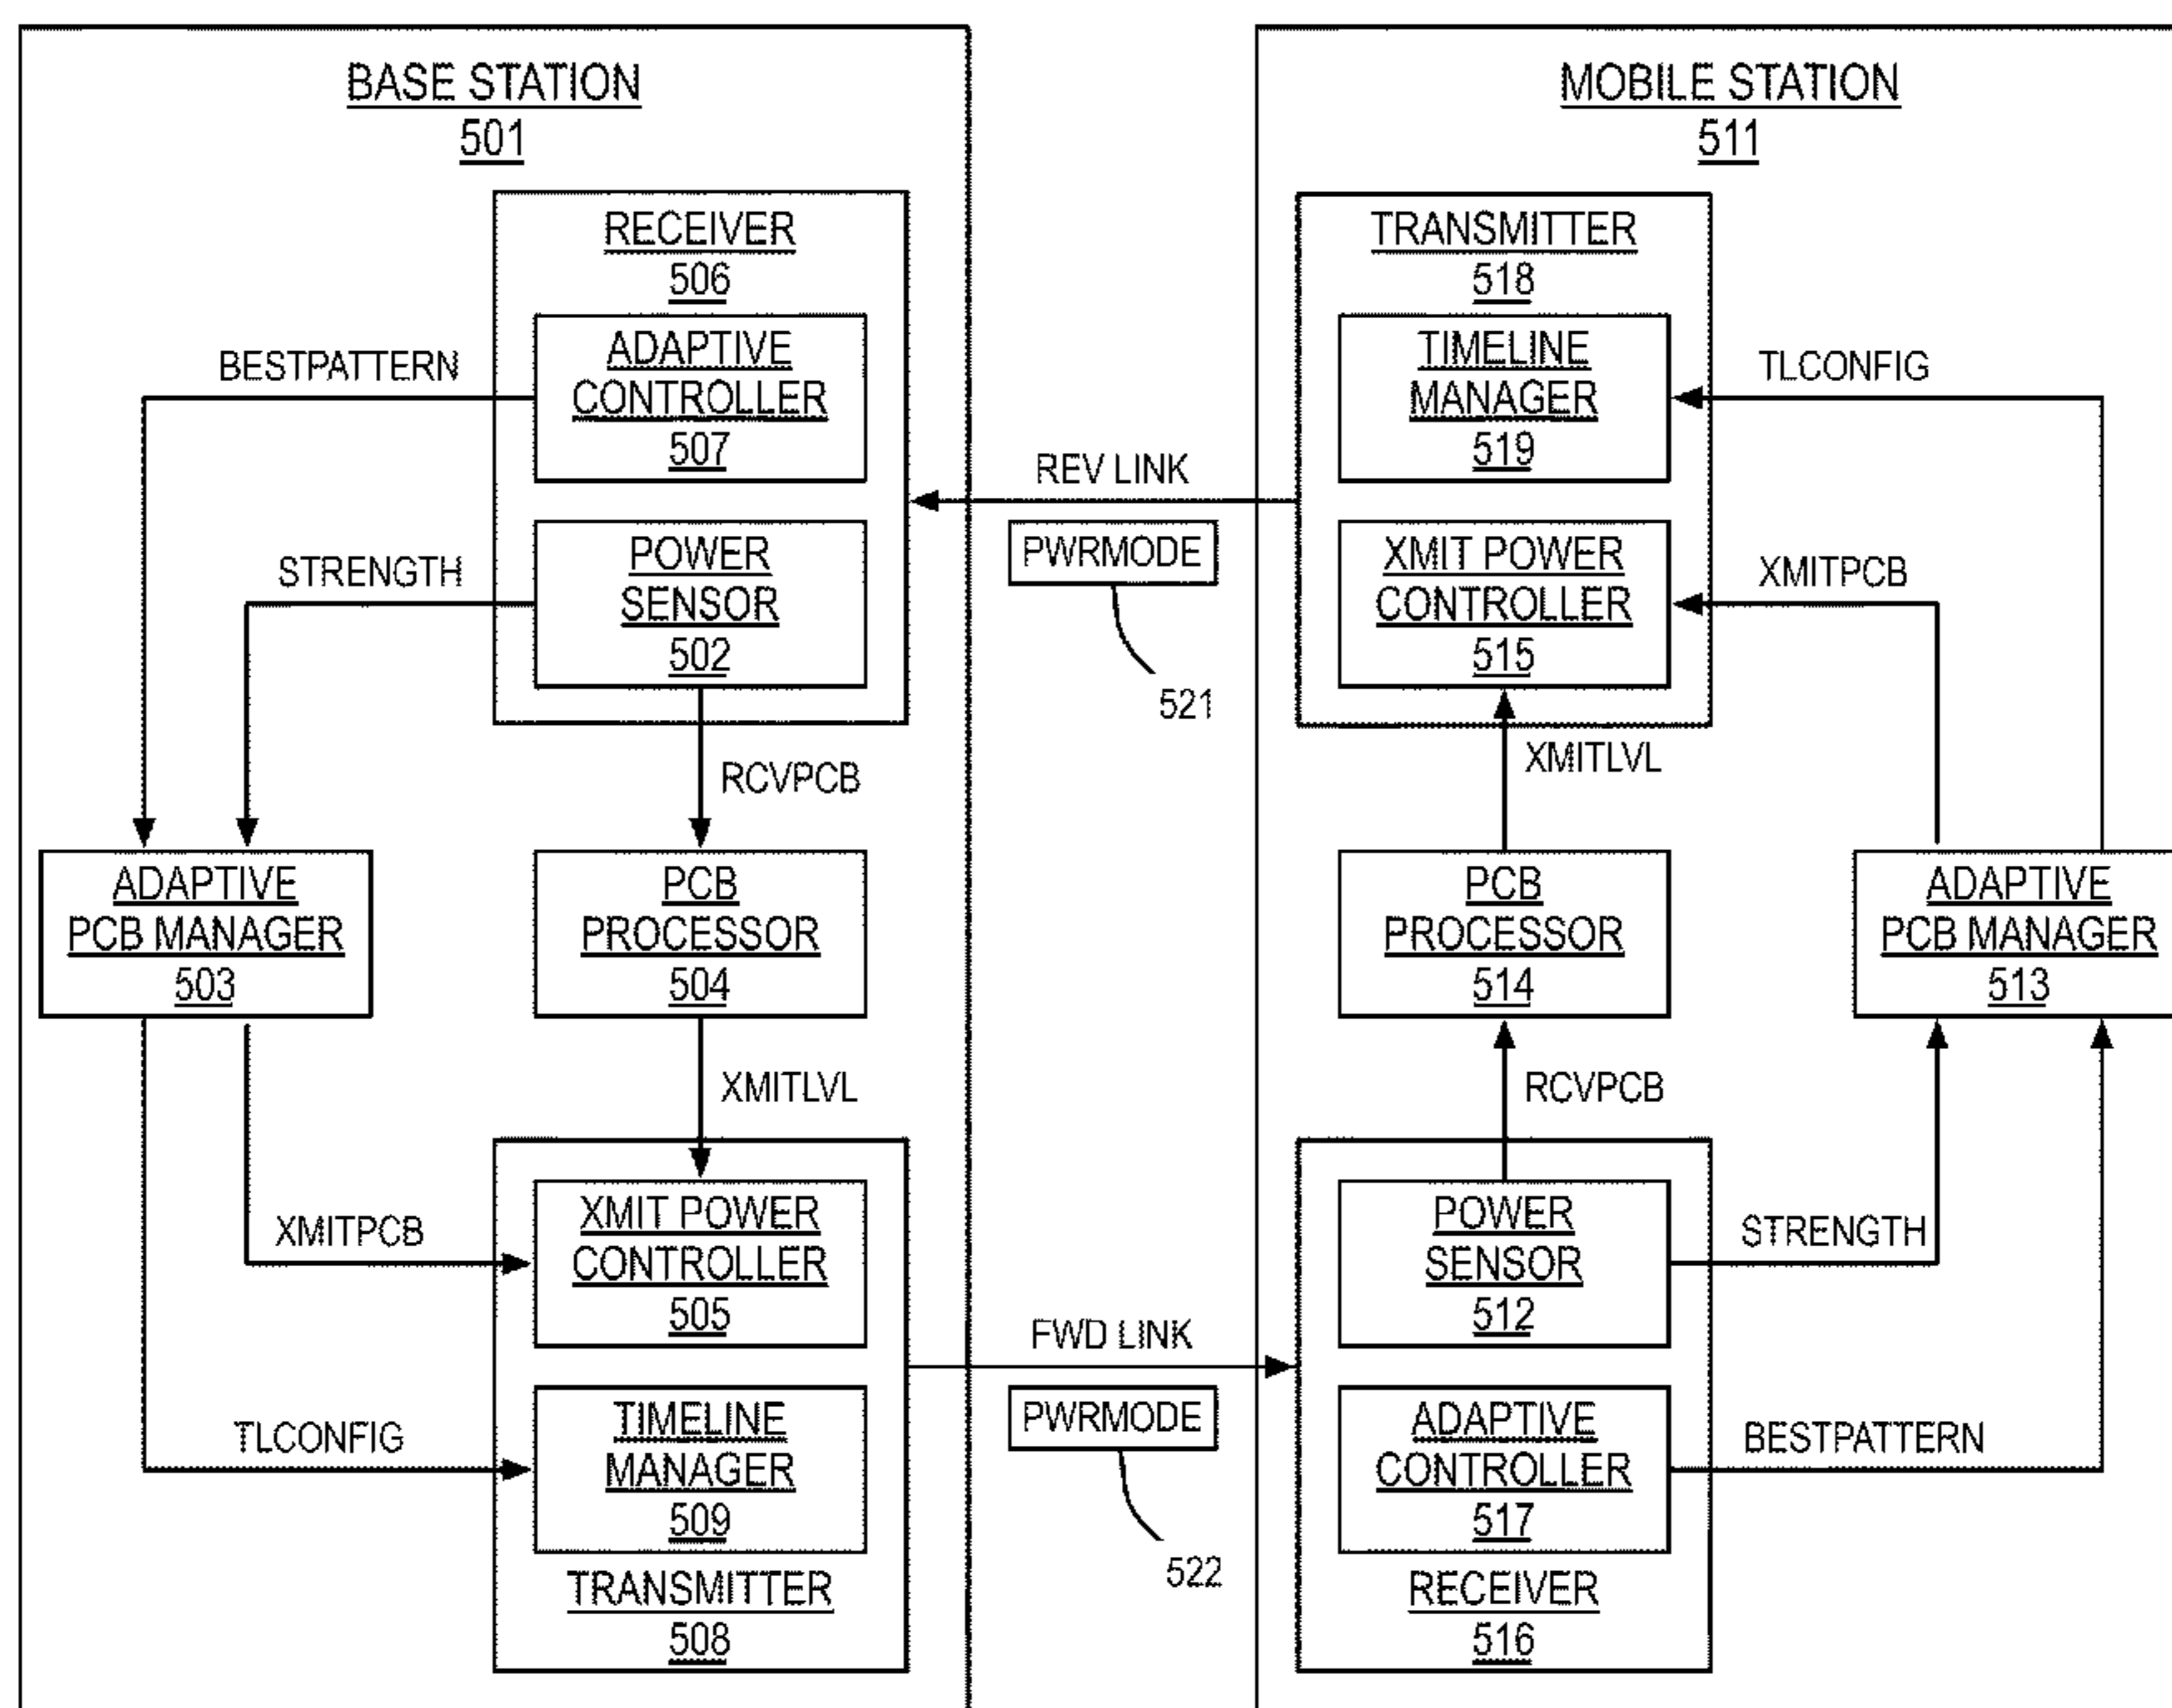 BASE STATION
501
RECEIVER
506
ADAPTIVE
CONTROLLER
507
BESTPATTERN
POWER
SENSOR
502
STRENGTH
RCVPCB
ADAPTIVE
PCB MANAGER
503
PCB
PROCESSOR
504
XMITLVL
XMIT POWER
CONTROLLER
505
XMITPCB
TIMELINE
MANAGER
509
TLCONFIG
TRANSMITTER
508
REV LINK
PWRMODE
521
FWD LINK
PWRMODE
522
MOBILE STATION
511
TRANSMITTER
518
TIMELINE
MANAGER
519
TLCONFIG
XMIT POWER
CONTROLLER
515
XMITPCB
XMITLVL
PCB
PROCESSOR
514
ADAPTIVE
PCB MANAGER
513
RCVPCB
POWER
SENSOR
512
STRENGTH
ADAPTIVE
CONTROLLER
517
BESTPATTERN
RECEIVER
516